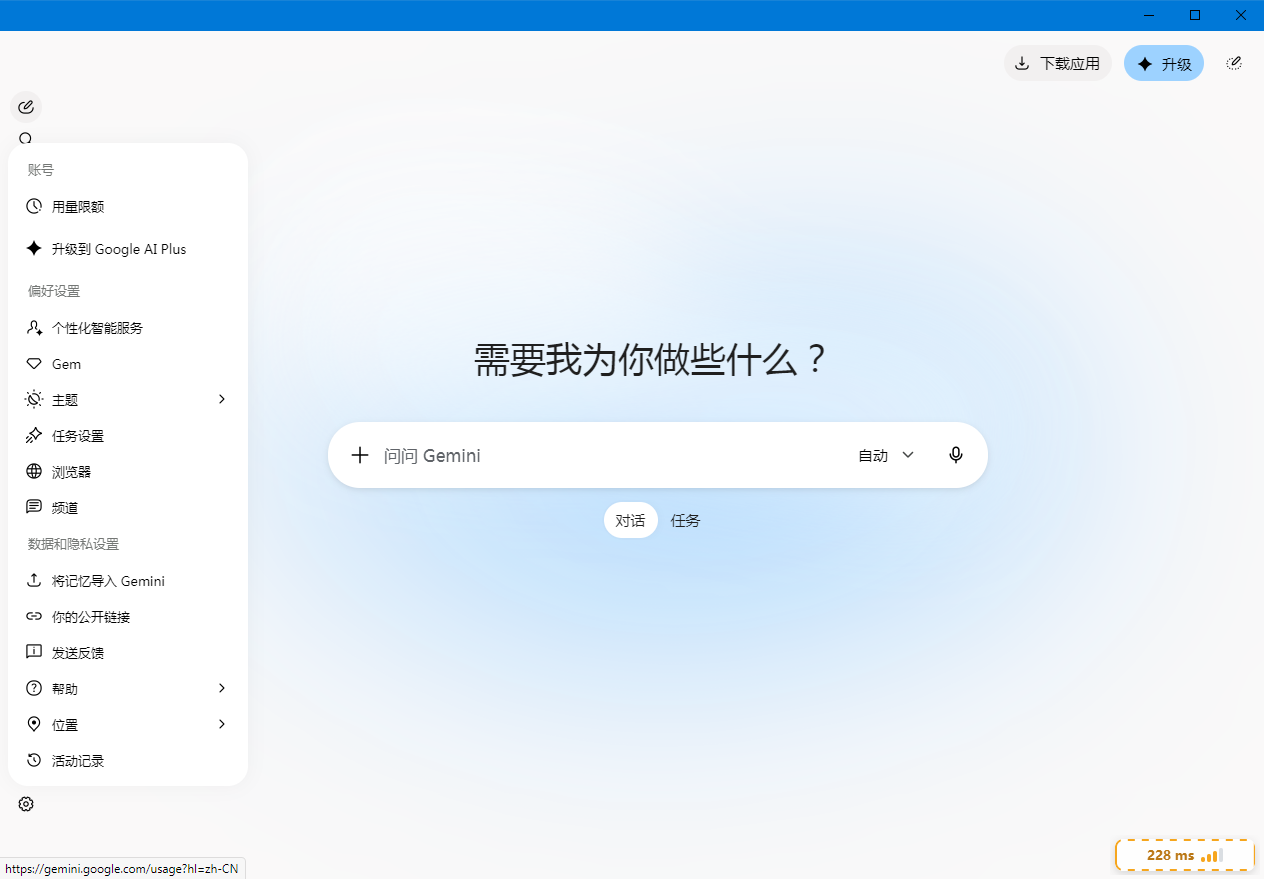 下载应用
升级
账号
用量限额
升级到 Google AI Plus
偏好设置
个性化智能服务
Gem
主题
任务设置
浏览器
频道
数据和隐私设置
将记忆导入 Gemini
你的公开链接
发送反馈
帮助
位置
活动记录
需要我为你做些什么？
问问 Gemini
自动
对话
任务
https://gemini.google.com/usage?hl=zh-CN
228 ms